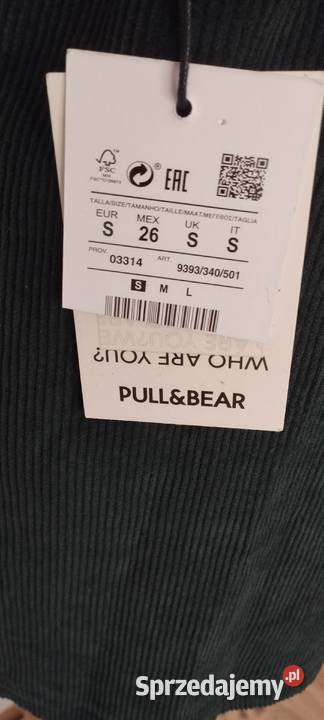 FSC
EAC
TALLA/SIZE/TAMANHO/TAILLE/MAAT/ΜΕΓΕΘΟΣ/TAGLIA
EUR MEX UK IT
S 26 S S
PROV. 03314 ART. 9393/340/501
S M L
WHO ARE YOU?
PULL&BEAR
Sprzedajemy.pl